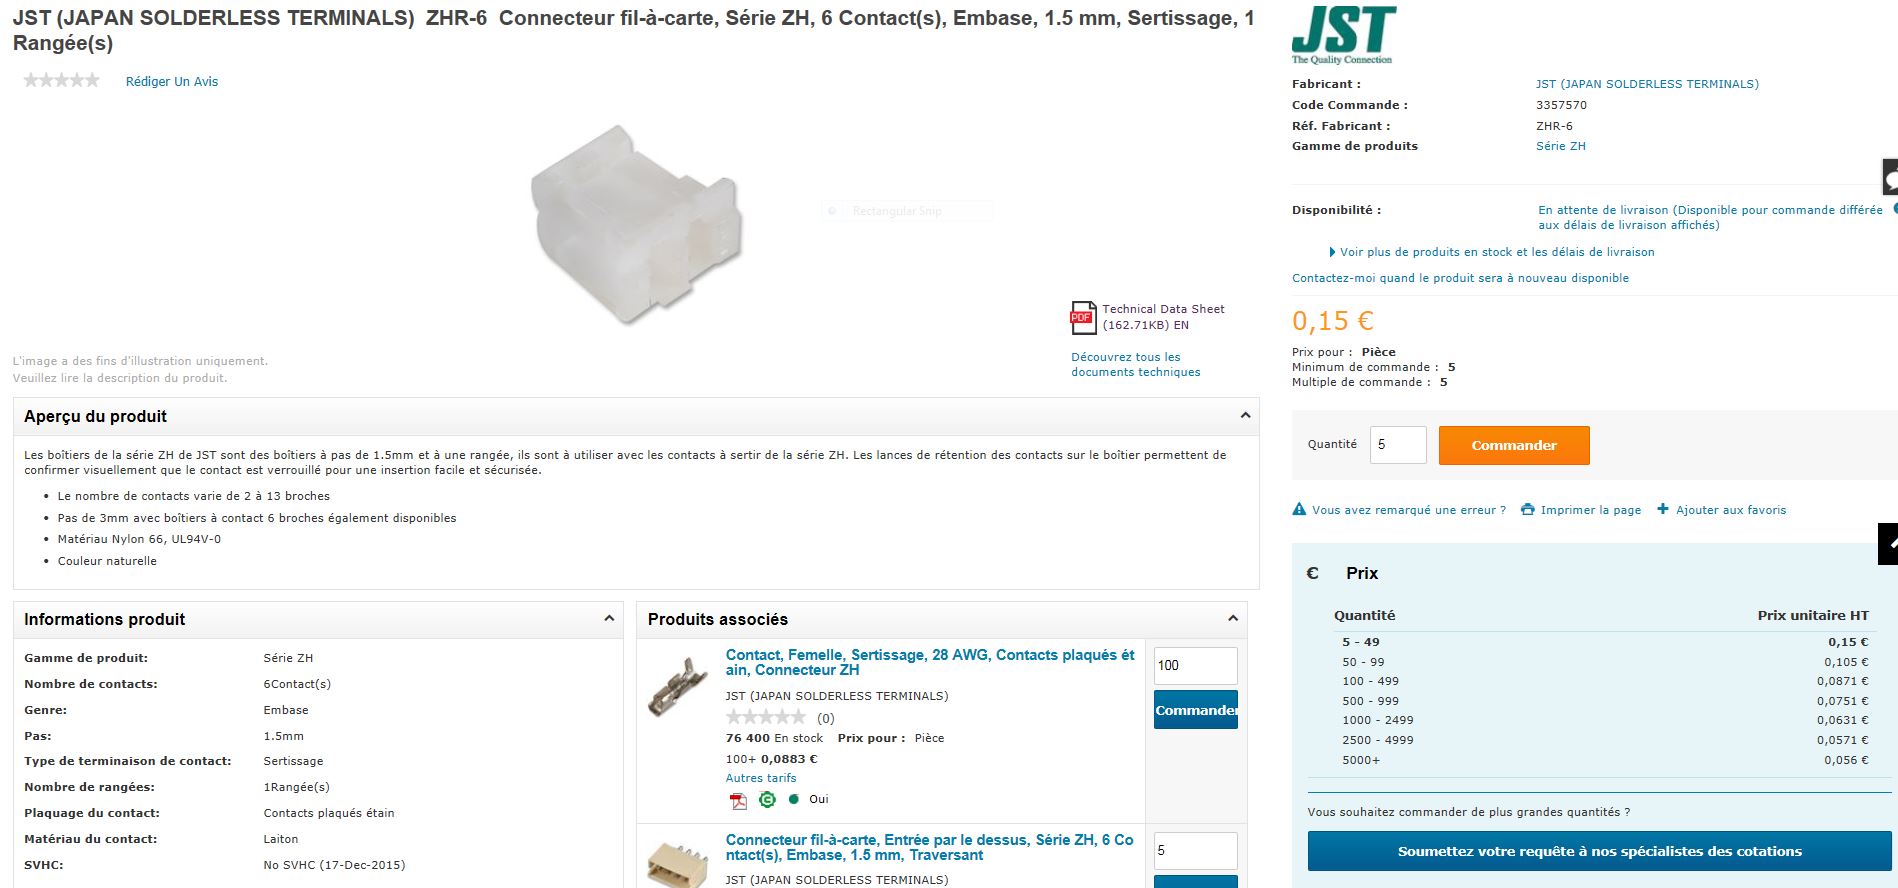 JST (JAPAN SOLDERLESS TERMINALS)  ZHR-6  Connecteur fil-à-carte, Série ZH, 6 Contact(s), Embase, 1.5 mm, Sertissage, 1
Rangée(s)
Rédiger Un Avis
Rectangular Snip
PDF
Technical Data Sheet
(162.71KB) EN
L'image a des fins d'illustration uniquement.
Veuillez lire la description du produit.
Découvrez tous les
documents techniques
Aperçu du produit
Les boîtiers de la série ZH de JST sont des boîtiers à pas de 1.5mm et à une rangée, ils sont à utiliser avec les contacts à sertir de la série ZH. Les lances de rétention des contacts sur le boîtier permettent de
confirmer visuellement que le contact est verrouillé pour une insertion facile et sécurisée.
• Le nombre de contacts varie de 2 à 13 broches
• Pas de 3mm avec boîtiers à contact 6 broches également disponibles
• Matériau Nylon 66, UL94V-0
• Couleur naturelle
Informations produit
Gamme de produit: Série ZH
Nombre de contacts: 6Contact(s)
Genre: Embase
Pas: 1.5mm
Type de terminaison de contact: Sertissage
Nombre de rangées: 1Rangée(s)
Plaquage du contact: Contacts plaqués étain
Matériau du contact: Laiton
SVHC: No SVHC (17-Dec-2015)
Produits associés
Contact, Femelle, Sertissage, 28 AWG, Contacts plaqués ét
ain, Connecteur ZH
JST (JAPAN SOLDERLESS TERMINALS)
(0)
76 400 En stock Prix pour : Pièce
100+ 0,0883 €
Autres tarifs
Oui
100
Commander
Connecteur fil-à-carte, Entrée par le dessus, Série ZH, 6 Co
ntact(s), Embase, 1.5 mm, Traversant
JST (JAPAN SOLDERLESS TERMINALS)
5
JST
The Quality Connection
Fabricant : JST (JAPAN SOLDERLESS TERMINALS)
Code Commande : 3357570
Réf. Fabricant : ZHR-6
Gamme de produits Série ZH
Disponibilité : En attente de livraison (Disponible pour commande différée
aux délais de livraison affichés)
Voir plus de produits en stock et les délais de livraison
Contactez-moi quand le produit sera à nouveau disponible
0,15 €
Prix pour : Pièce
Minimum de commande : 5
Multiple de commande : 5
Quantité 5 Commander
Vous avez remarqué une erreur ? Imprimer la page Ajouter aux favoris
€ Prix
Quantité Prix unitaire HT
5 - 49 0,15 €
50 - 99 0,105 €
100 - 499 0,0871 €
500 - 999 0,0751 €
1000 - 2499 0,0631 €
2500 - 4999 0,0571 €
5000+ 0,056 €
Vous souhaitez commander de plus grandes quantités ?
Soumettez votre requête à nos spécialistes des cotations